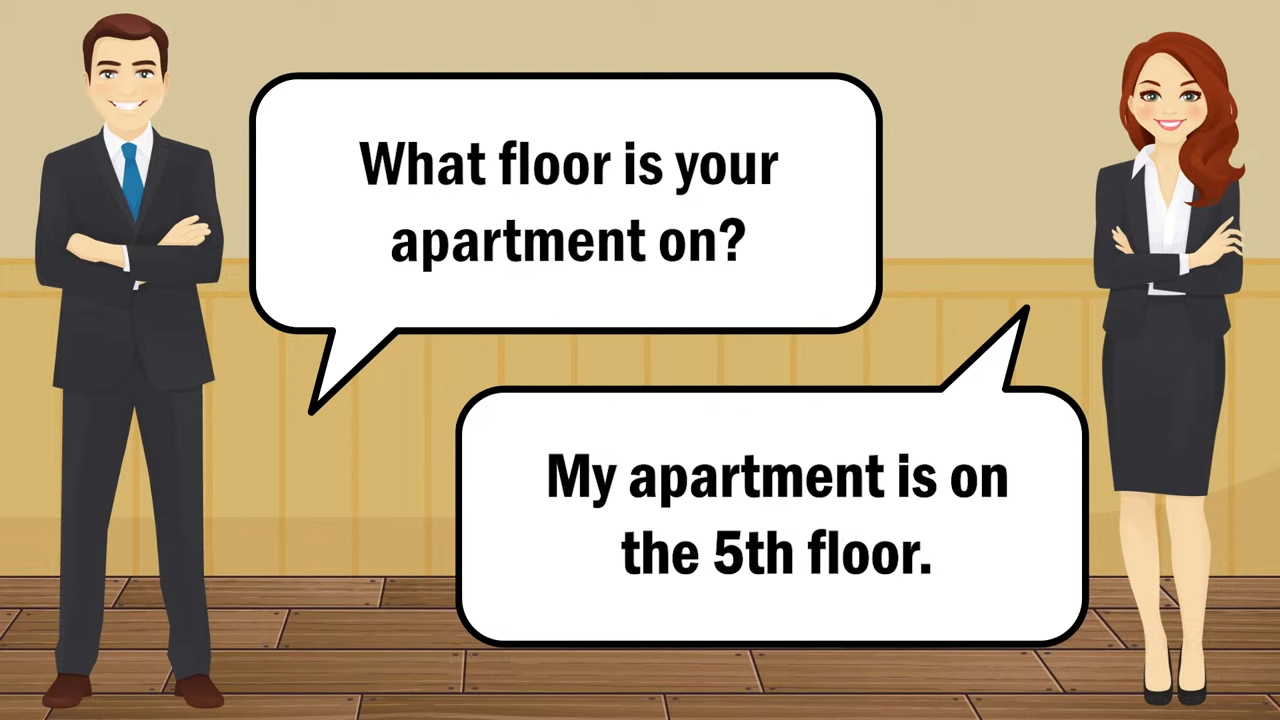 What floor is your
apartment on?
My apartment is on
the 5th floor.